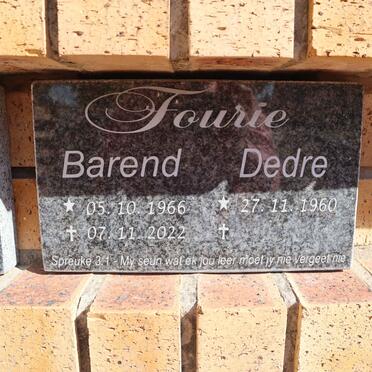 Fourie
Barend Dedre
★ 05. 10. 1966 ★ 27. 11. 1960
✝ 07. 11. 2022 ✝
Spreuke 3:1 - My seun wat ek jou leer moet jy nie vergeet nie